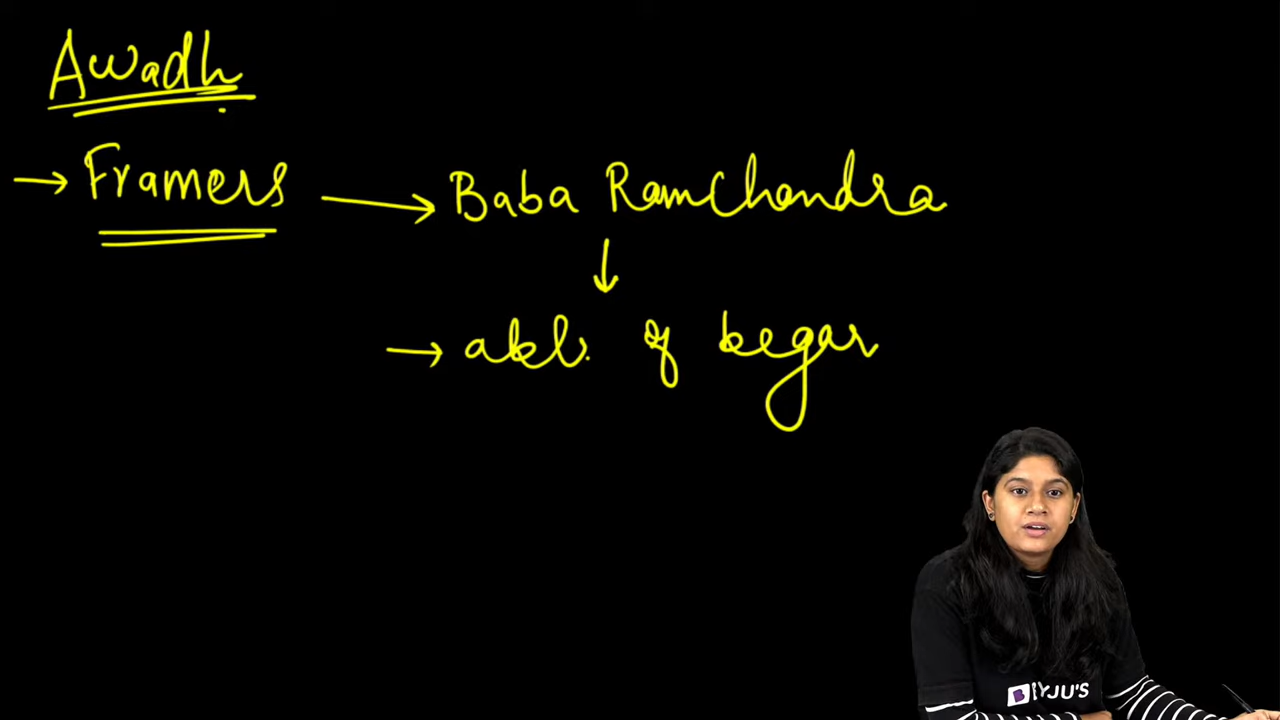 Awadh
→ Framers → Baba Ramchandra
↓
→ abl. of begar
BYJU'S